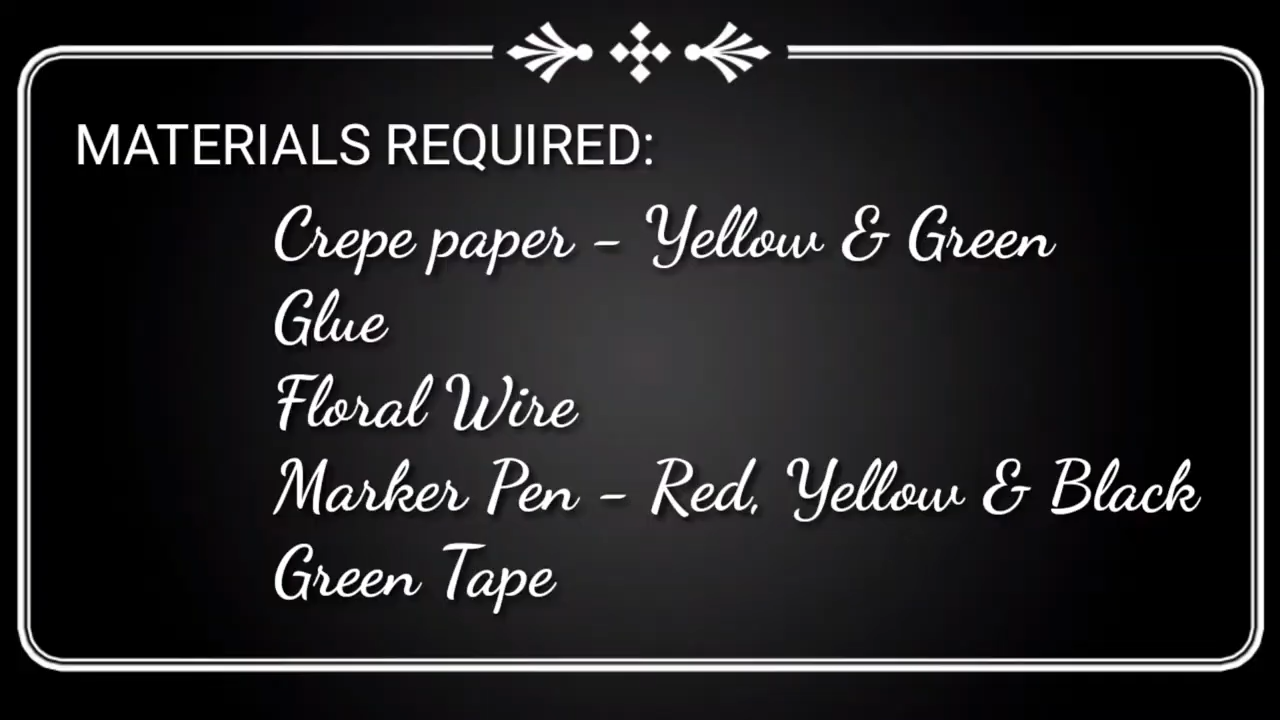 MATERIALS REQUIRED:
Crepe paper - Yellow & Green
Glue
Floral Wire
Marker Pen - Red, Yellow & Black
Green Tape